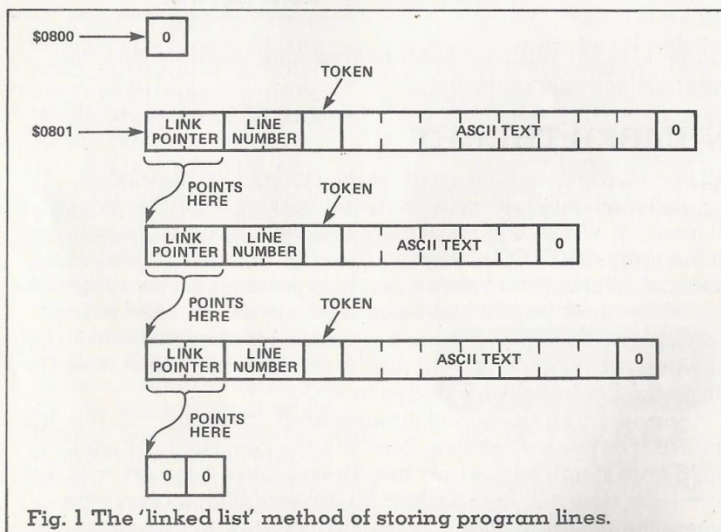 $0800
0
TOKEN
$0801
LINK POINTER
LINE NUMBER
ASCII TEXT
0
POINTS HERE
TOKEN
LINK POINTER
LINE NUMBER
ASCII TEXT
0
POINTS HERE
TOKEN
LINK POINTER
LINE NUMBER
ASCII TEXT
0
POINTS HERE
0 0
Fig. 1 The 'linked list' method of storing program lines.